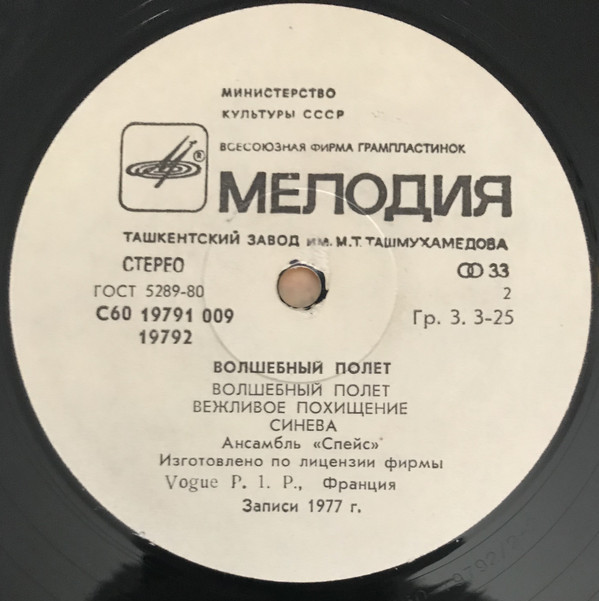 МИНИСТЕРСТВО
КУЛЬТУРЫ СССР
ВСЕСОЮЗНАЯ ФИРМА ГРАМПЛАСТИНОК
®
МЕЛОДИЯ
ТАШКЕНТСКИЙ ЗАВОД ИМ. М.Т. ТАШМУХАМЕДОВА
СТЕРЕО
33
ГОСТ 5289-80
2
С60 19791 009
Гр. 3. 3-25
19792
ВОЛШЕБНЫЙ ПОЛЕТ
ВОЛШЕБНЫЙ ПОЛЕТ
ВЕЖЛИВОЕ ПОХИЩЕНИЕ
СИНЕВА
Ансамбль «Спейс»
Изготовлено по лицензии фирмы
Vogue P. I. P., Франция
Записи 1977 г.